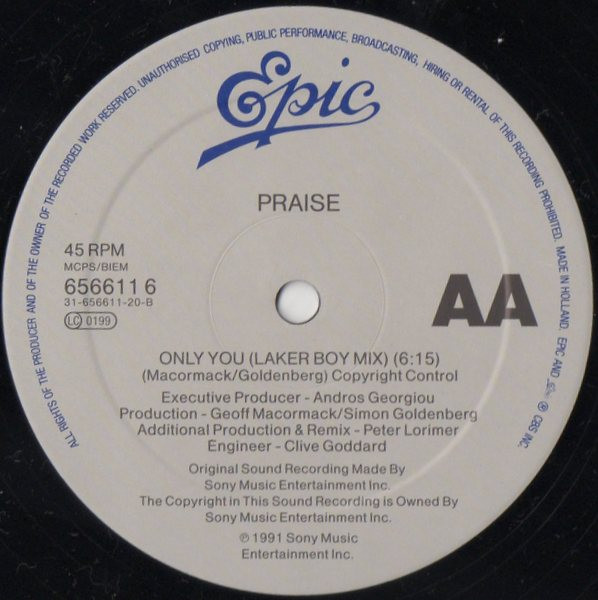 ALL RIGHTS OF THE PRODUCER AND OF THE OWNER OF THE RECORDED WORK RESERVED. UNAUTHORISED COPYING, PUBLIC PERFORMANCE, BROADCASTING, HIRING OR RENTAL OF THIS RECORDING PROHIBITED. MADE IN HOLLAND. EPIC AND ℗ CBS INC.
Epic
PRAISE
45 RPM
MCPS/BIEM
656611 6
31-656611-20-B
LC 0199
AA
ONLY YOU (LAKER BOY MIX) (6:15)
(Macormack/Goldenberg) Copyright Control
Executive Producer - Andros Georgiou
Production - Geoff Macormack/Simon Goldenberg
Additional Production & Remix - Peter Lorimer
Engineer - Clive Goddard
Original Sound Recording Made By
Sony Music Entertainment Inc.
The Copyright in This Sound Recording is Owned By
Sony Music Entertainment Inc.
℗ 1991 Sony Music
Entertainment Inc.